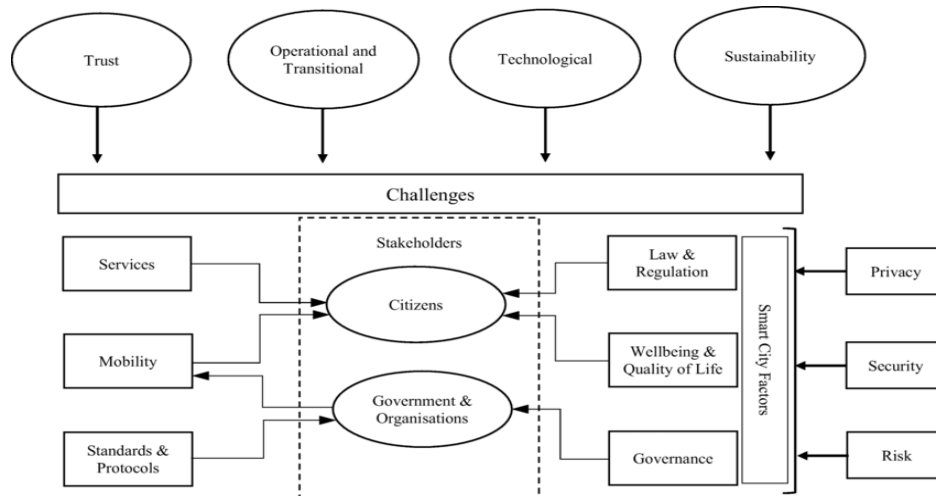 Trust
Operational and
Transitional
Technological
Sustainability
Challenges
Stakeholders
Services
Citizens
Law &
Regulation
Privacy
Mobility
Wellbeing &
Quality of Life
Smart City Factors
Security
Government &
Organisations
Standards &
Protocols
Governance
Risk